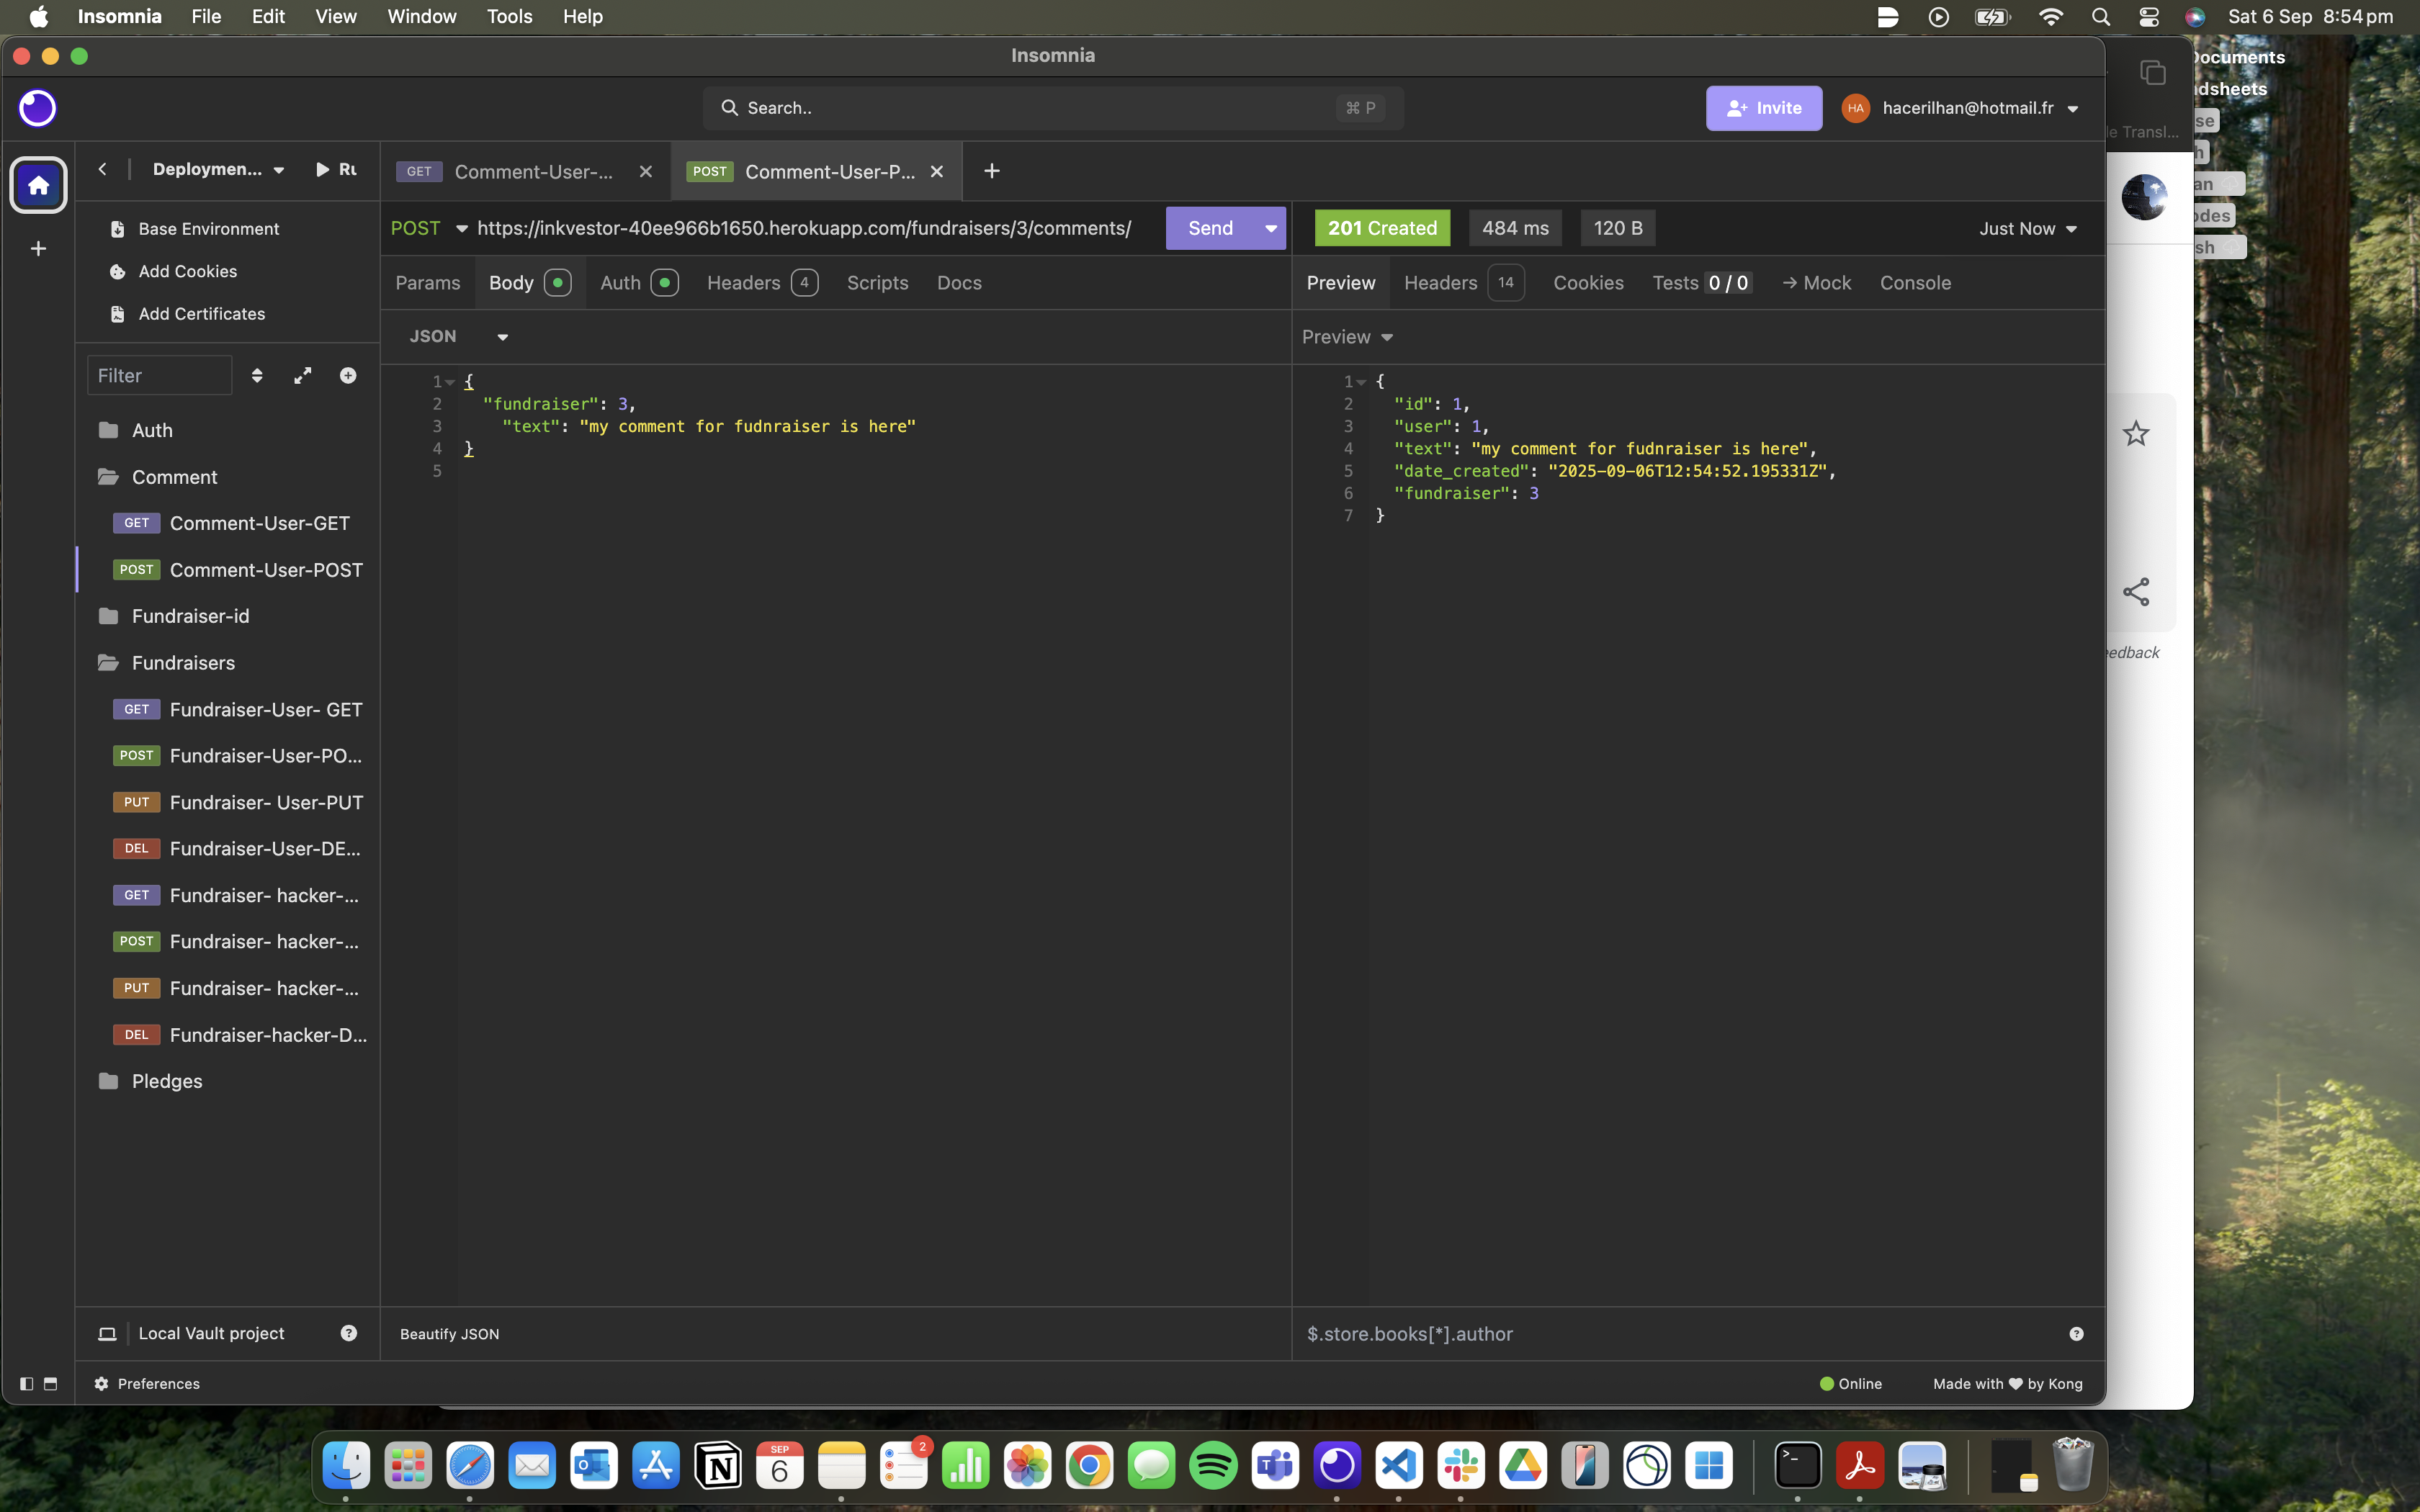 Insomnia File Edit View Window Tools Help Sat 6 Sep 8:54 pm
Insomnia
Documents
dsheets
Search.. ⌘ P Invite HA hacerilhan@hotmail.fr
se
le Transl...
h
Deploymen... Ru GET Comment-User-... POST Comment-User-P...
an
odes
Base Environment POST https://inkvestor-40ee966b1650.herokuapp.com/fundraisers/3/comments/ Send 201 Created 484 ms 120 B Just Now
sh
Add Cookies Params Body Auth Headers 4 Scripts Docs Preview Headers 14 Cookies Tests 0 / 0 → Mock Console
Add Certificates
JSON Preview
Filter
1 { 1 {
2 "fundraiser": 3, 2 "id": 1,
3 "text": "my comment for fudnraiser is here" 3 "user": 1,
4 } 4 "text": "my comment for fudnraiser is here",
5 5 "date_created": "2025-09-06T12:54:52.195331Z",
6 "fundraiser": 3
7 }
Auth
Comment
GET Comment-User-GET
POST Comment-User-POST
Fundraiser-id
Fundraisers
eedback
GET Fundraiser-User- GET
POST Fundraiser-User-PO...
PUT Fundraiser- User-PUT
DEL Fundraiser-User-DE...
GET Fundraiser- hacker-...
POST Fundraiser- hacker-...
PUT Fundraiser- hacker-...
DEL Fundraiser-hacker-D...
Pledges
Local Vault project Beautify JSON $.store.books[*].author
Preferences Online Made with ♥ by Kong
SEP
6
2